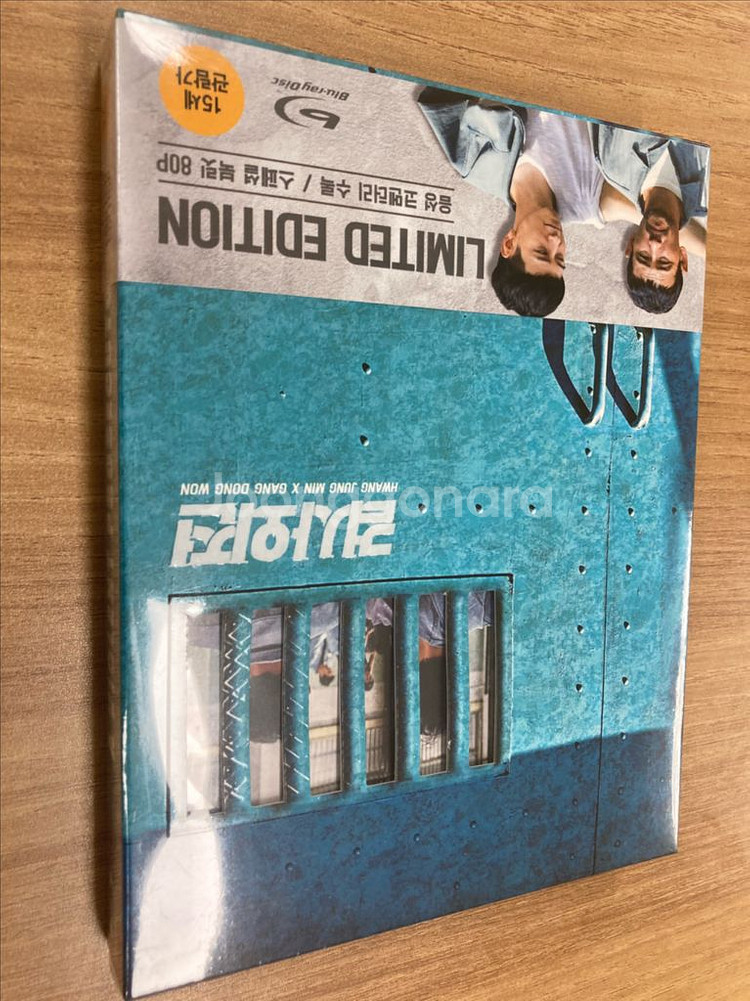 검사외전
HWANG JUNG MIN X GANG DONG WON
LIMITED EDITION
음성 코멘터리 수록 / 스페셜 북릿 80P
Blu-ray Disc
15세
관람가